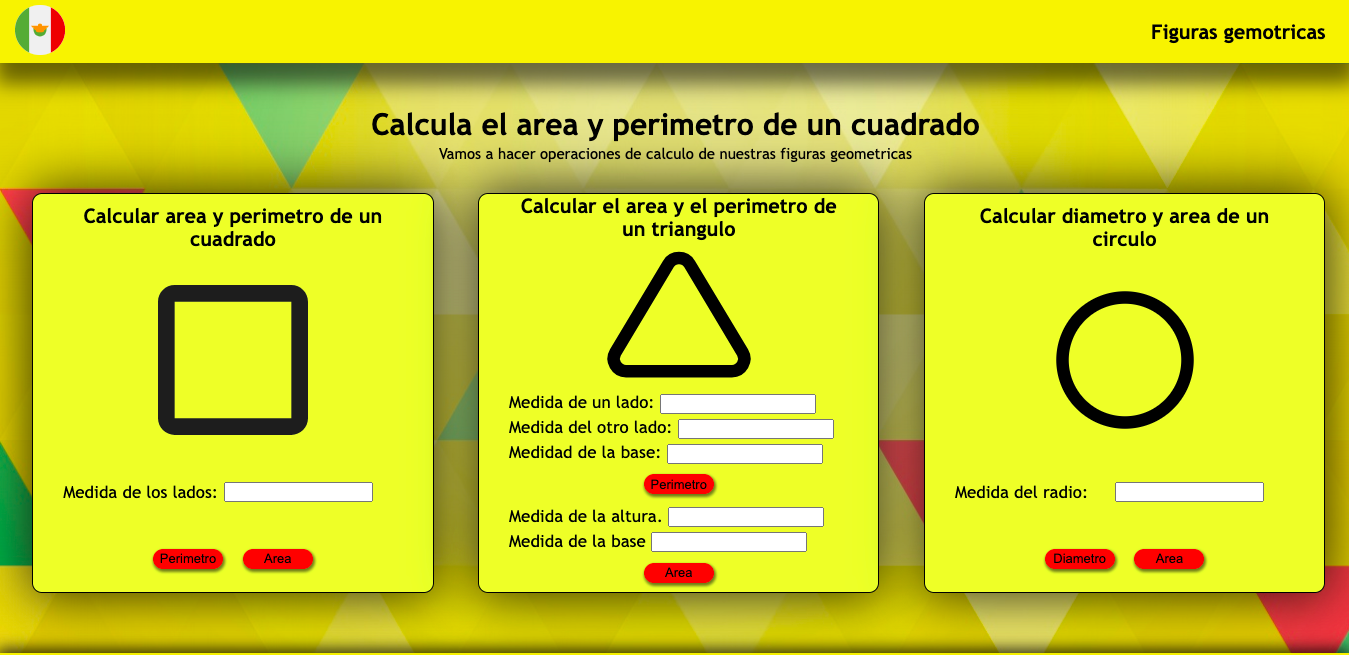 Figuras gemotricas
Calcula el area y perimetro de un cuadrado
Vamos a hacer operaciones de calculo de nuestras figuras geometricas
Calcular area y perimetro de un
cuadrado
Medida de los lados:
Perimetro Area
Calcular el area y el perimetro de
un triangulo
Medida de un lado:
Medida del otro lado:
Medidad de la base:
Perimetro
Medida de la altura.
Medida de la base
Area
Calcular diametro y area de un
circulo
Medida del radio:
Diametro Area